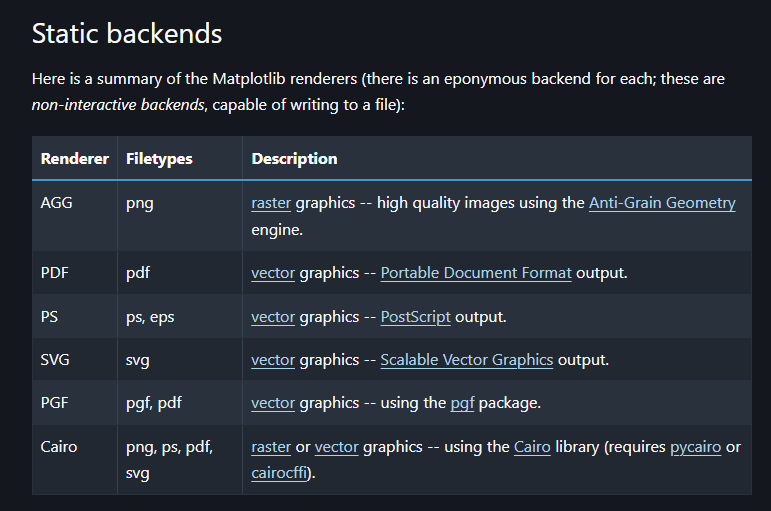 Static backends
Here is a summary of the Matplotlib renderers (there is an eponymous backend for each; these are
non-interactive backends, capable of writing to a file):
Renderer Filetypes Description
AGG png raster graphics -- high quality images using the Anti-Grain Geometry
engine.
PDF pdf vector graphics -- Portable Document Format output.
PS ps, eps vector graphics -- PostScript output.
SVG svg vector graphics -- Scalable Vector Graphics output.
PGF pgf, pdf vector graphics -- using the pgf package.
Cairo png, ps, pdf, raster or vector graphics -- using the Cairo library (requires pycairo or
svg cairocffi).